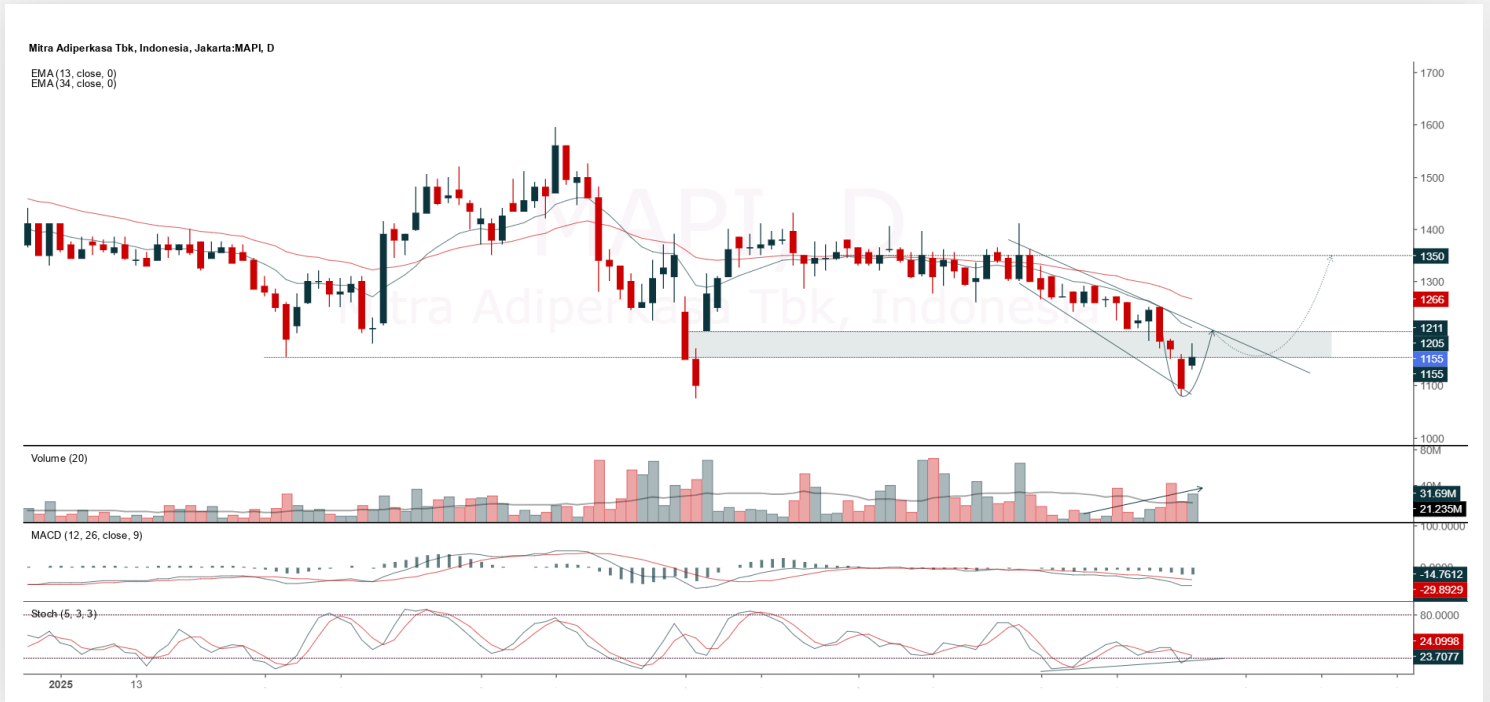 Mitra Adiperkasa Tbk, Indonesia, Jakarta:MAPI, D
EMA (13, close, 0)
EMA (34, close, 0)
MAPI, D
Mitra Adiperkasa Tbk, Indonesia
1700
1600
1500
1400
1350
1300
1266
1211
1205
1155
1155
1100
1000
Volume (20)
80M
40M
31.69M
21.235M
MACD (12, 26, close, 9)
100.0000
0.0000
-14.7612
-29.8929
Stoch (5, 3, 3)
80.0000
24.0998
23.7077
2025
13